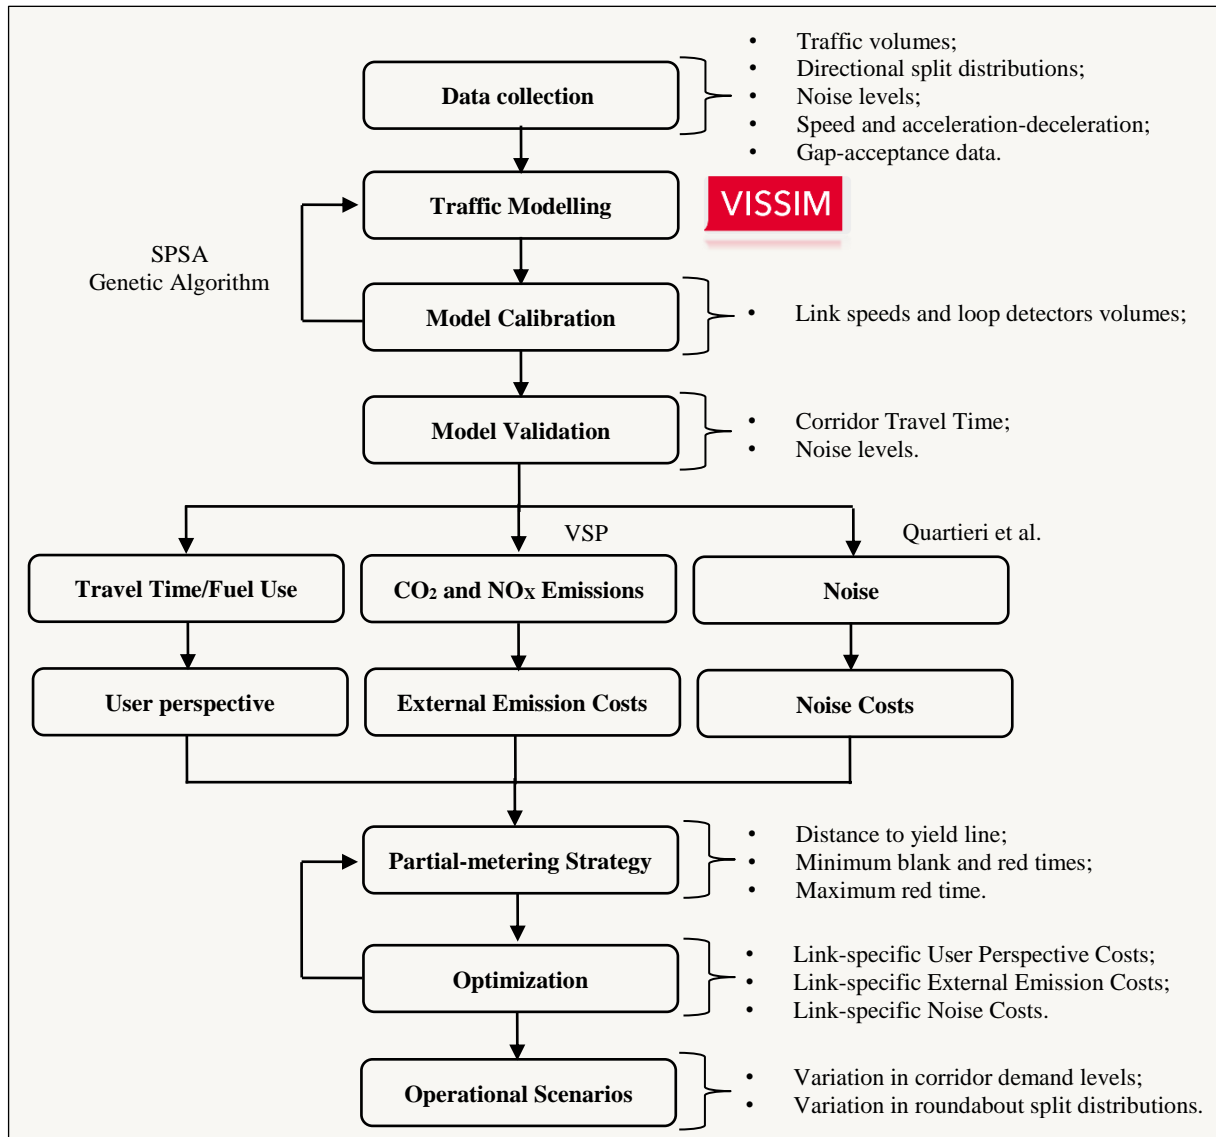 • Traffic volumes;
• Directional split distributions;
Data collection
• Noise levels;
• Speed and acceleration-deceleration;
• Gap-acceptance data.
Traffic Modelling
VISSIM
SPSA
Genetic Algorithm
Model Calibration
• Link speeds and loop detectors volumes;
Model Validation
• Corridor Travel Time;
• Noise levels.
VSP
Quartieri et al.
Travel Time/Fuel Use
CO₂ and NOX Emissions
Noise
User perspective
External Emission Costs
Noise Costs
Partial-metering Strategy
• Distance to yield line;
• Minimum blank and red times;
• Maximum red time.
Optimization
• Link-specific User Perspective Costs;
• Link-specific External Emission Costs;
• Link-specific Noise Costs.
Operational Scenarios
• Variation in corridor demand levels;
• Variation in roundabout split distributions.